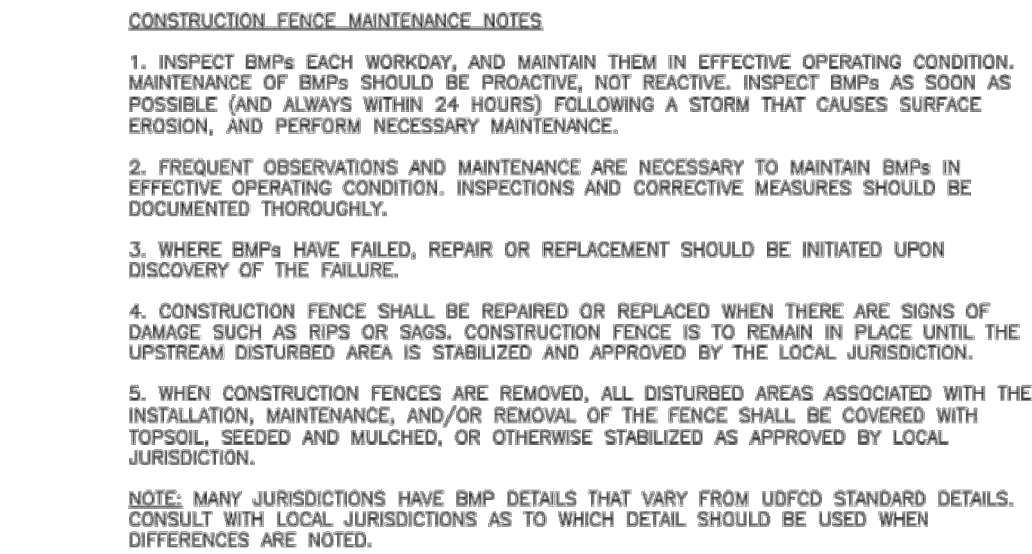 CONSTRUCTION FENCE MAINTENANCE NOTES
1. INSPECT BMPs EACH WORKDAY, AND MAINTAIN THEM IN EFFECTIVE OPERATING CONDITION.
MAINTENANCE OF BMPs SHOULD BE PROACTIVE, NOT REACTIVE. INSPECT BMPs AS SOON AS
POSSIBLE (AND ALWAYS WITHIN 24 HOURS) FOLLOWING A STORM THAT CAUSES SURFACE
EROSION, AND PERFORM NECESSARY MAINTENANCE.
2. FREQUENT OBSERVATIONS AND MAINTENANCE ARE NECESSARY TO MAINTAIN BMPs IN
EFFECTIVE OPERATING CONDITION. INSPECTIONS AND CORRECTIVE MEASURES SHOULD BE
DOCUMENTED THOROUGHLY.
3. WHERE BMPs HAVE FAILED, REPAIR OR REPLACEMENT SHOULD BE INITIATED UPON
DISCOVERY OF THE FAILURE.
4. CONSTRUCTION FENCE SHALL BE REPAIRED OR REPLACED WHEN THERE ARE SIGNS OF
DAMAGE SUCH AS RIPS OR SAGS. CONSTRUCTION FENCE IS TO REMAIN IN PLACE UNTIL THE
UPSTREAM DISTURBED AREA IS STABILIZED AND APPROVED BY THE LOCAL JURISDICTION.
5. WHEN CONSTRUCTION FENCES ARE REMOVED, ALL DISTURBED AREAS ASSOCIATED WITH THE
INSTALLATION, MAINTENANCE, AND/OR REMOVAL OF THE FENCE SHALL BE COVERED WITH
TOPSOIL, SEEDED AND MULCHED, OR OTHERWISE STABILIZED AS APPROVED BY LOCAL
JURISDICTION.
NOTE: MANY JURISDICTIONS HAVE BMP DETAILS THAT VARY FROM UDFCD STANDARD DETAILS.
CONSULT WITH LOCAL JURISDICTIONS AS TO WHICH DETAIL SHOULD BE USED WHEN
DIFFERENCES ARE NOTED.